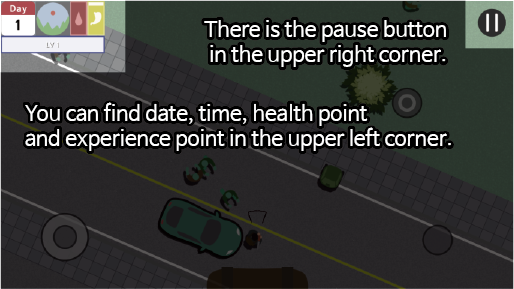 Day
1
LV 1
There is the pause button
in the upper right corner.
You can find date, time, health point
and experience point in the upper left corner.